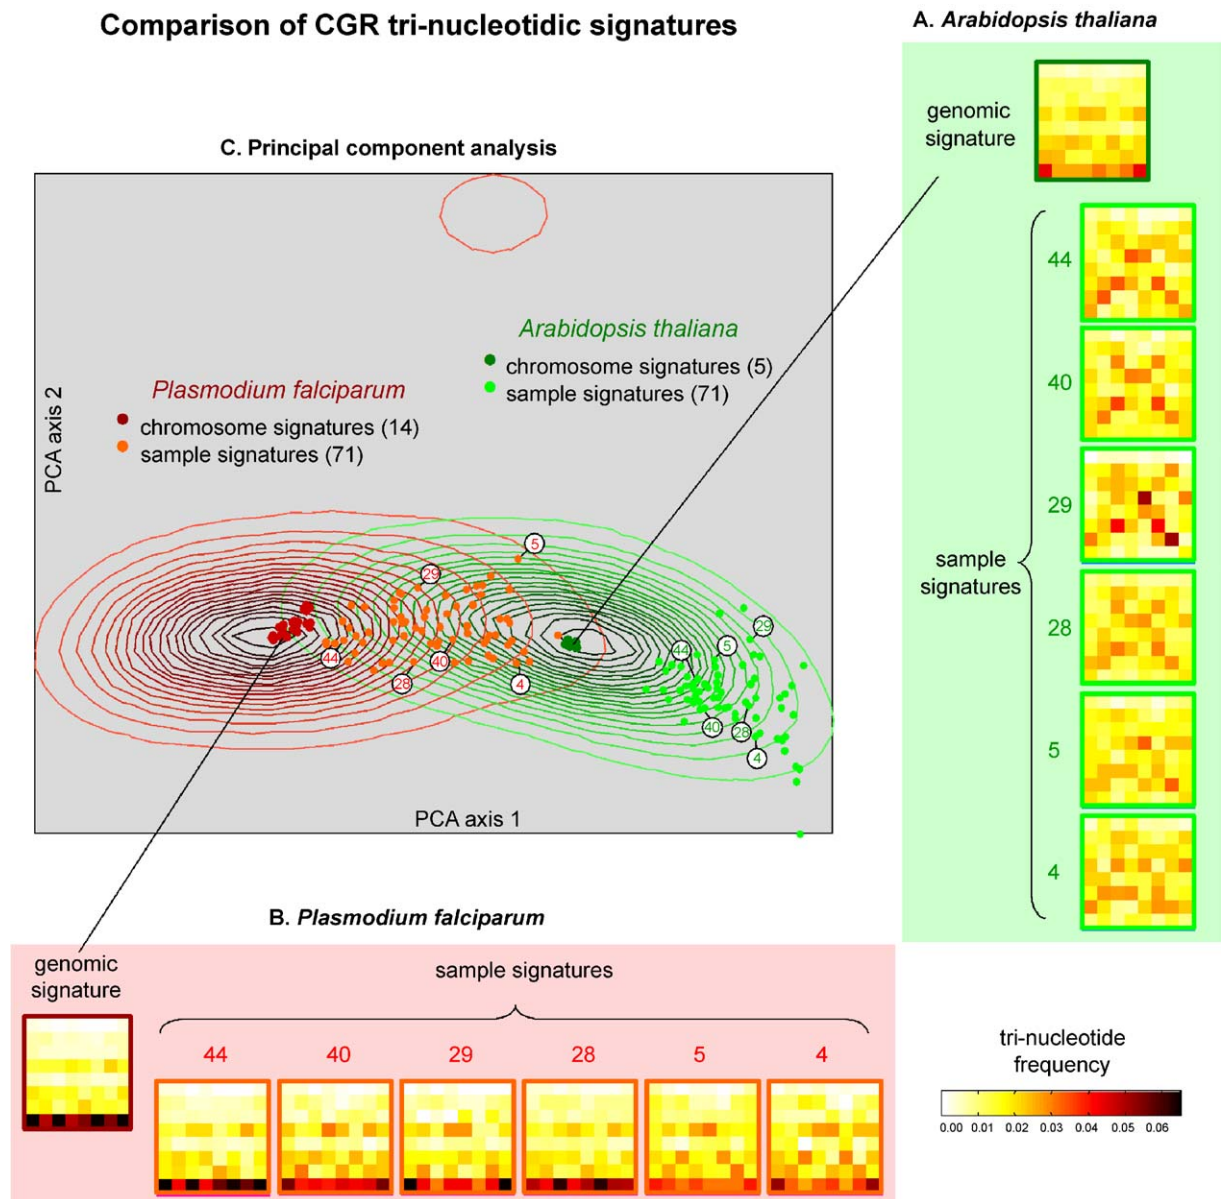 Comparison of CGR tri-nucleotidic signatures
A. Arabidopsis thaliana
genomic
signature
44
40
29
sample
signatures
28
5
4
C. Principal component analysis
Arabidopsis thaliana
chromosome signatures (5)
sample signatures (71)
Plasmodium falciparum
chromosome signatures (14)
sample signatures (71)
PCA axis 2
5
29
29
44
5
44
40
28
4
40
28
4
PCA axis 1
B. Plasmodium falciparum
genomic
signature
sample signatures
44 40 29 28 5 4
tri-nucleotide
frequency
0.00 0.01 0.02 0.03 0.04 0.05 0.06